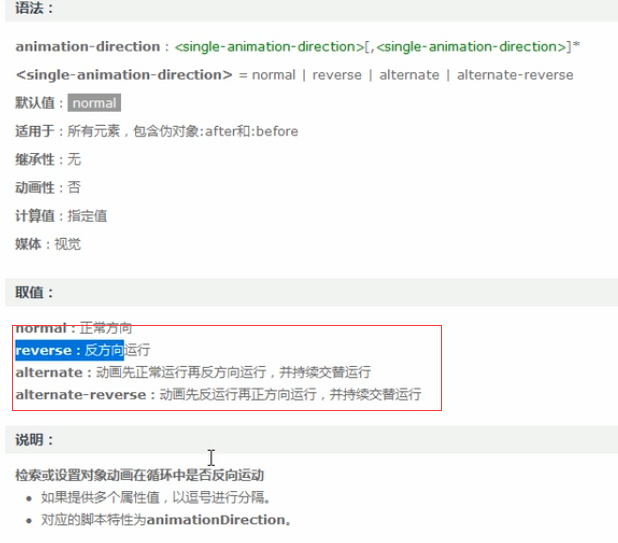 语法：
animation-direction：<single-animation-direction>[,<single-animation-direction>]*
<single-animation-direction> = normal | reverse | alternate | alternate-reverse
默认值：normal
适用于：所有元素，包含伪对象:after和:before
继承性：无
动画性：否
计算值：指定值
媒体：视觉
取值：
normal：正常方向
reverse：反方向运行
alternate：动画先正常运行再反方向运行，并持续交替运行
alternate-reverse：动画先反运行再正方向运行，并持续交替运行
说明：
检索或设置对象动画在循环中是否反向运动
• 如果提供多个属性值，以逗号进行分隔。
• 对应的脚本特性为animationDirection。